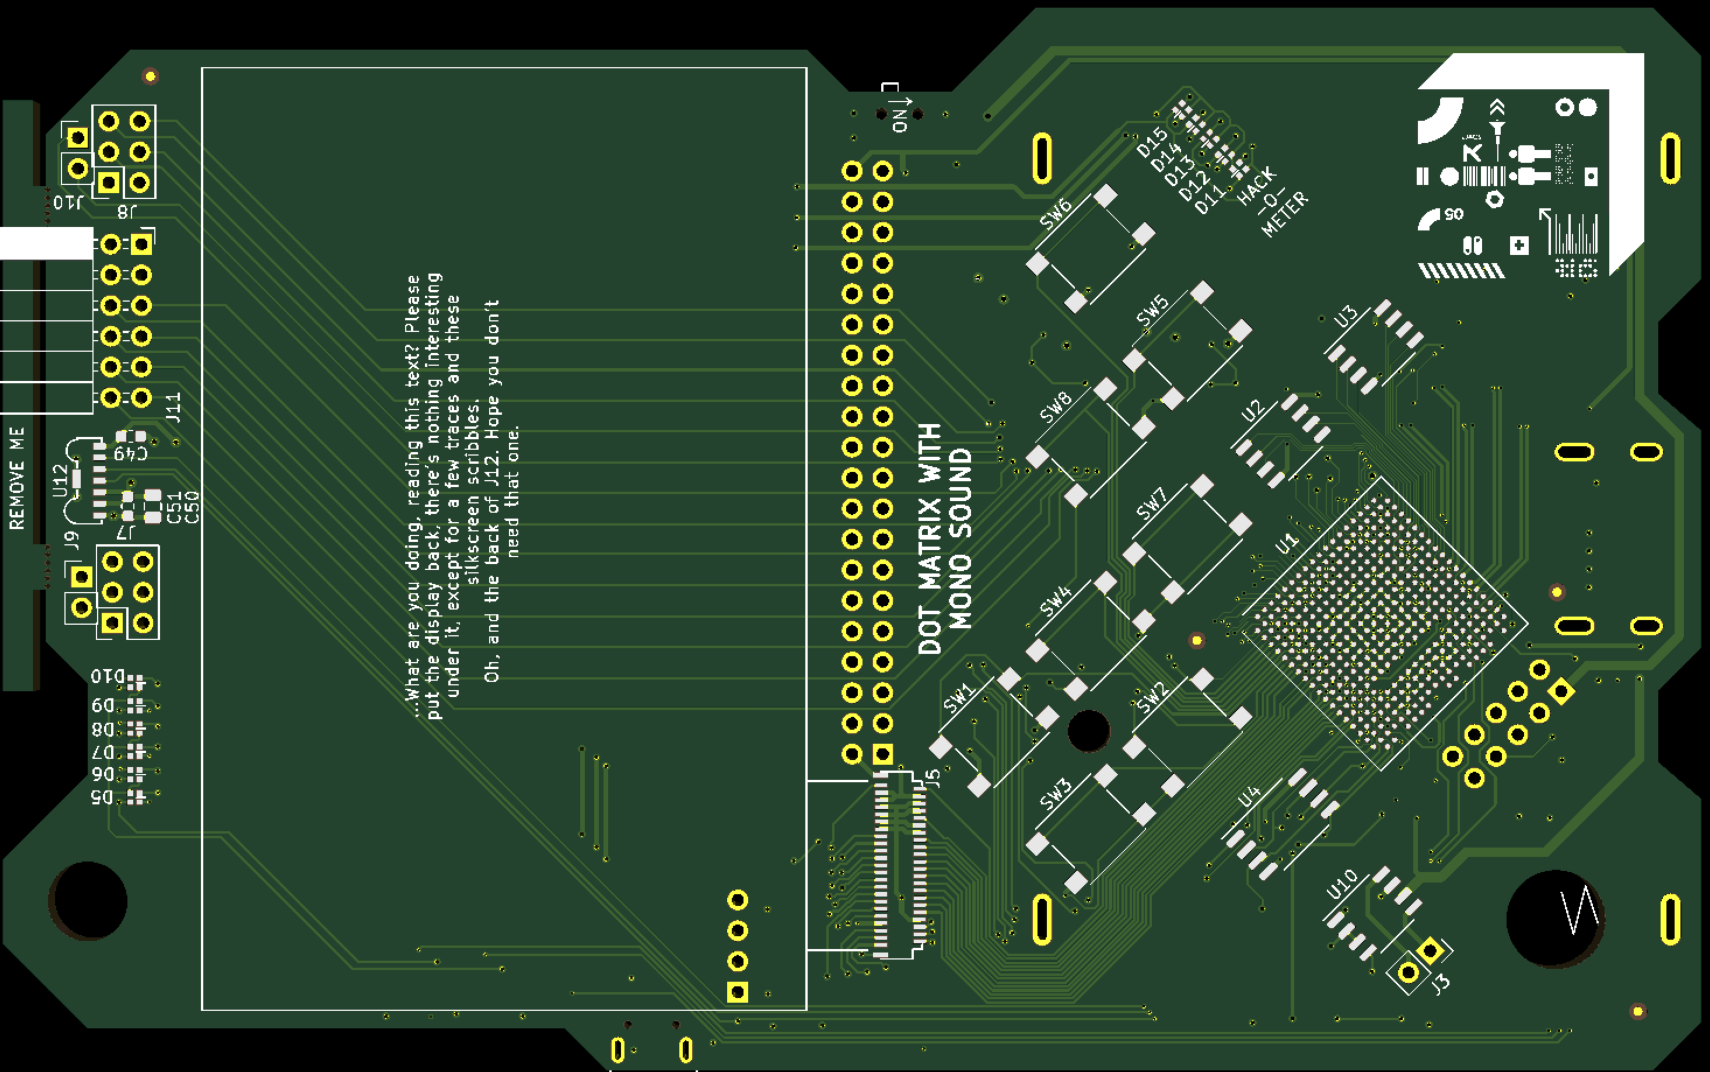 D15
D14
D13
D12
D11
HACK
-O-
METER
ON
SW6
SW5
SW8
SW7
SW4
SW1
SW2
SW3
U3
U2
U1
U4
U10
J3
J5
05
DOT MATRIX WITH
MONO SOUND
...What are you doing, reading this text? Please
put the display back, there's nothing interesting
under it, except for a few traces and these
silkscreen scribbles.
Oh, and the back of J12. Hope you don't
need that one.
J10
J8
J11
C49
U12
C51
C50
J7
J9
REMOVE ME
D10
D9
D8
D7
D6
D5